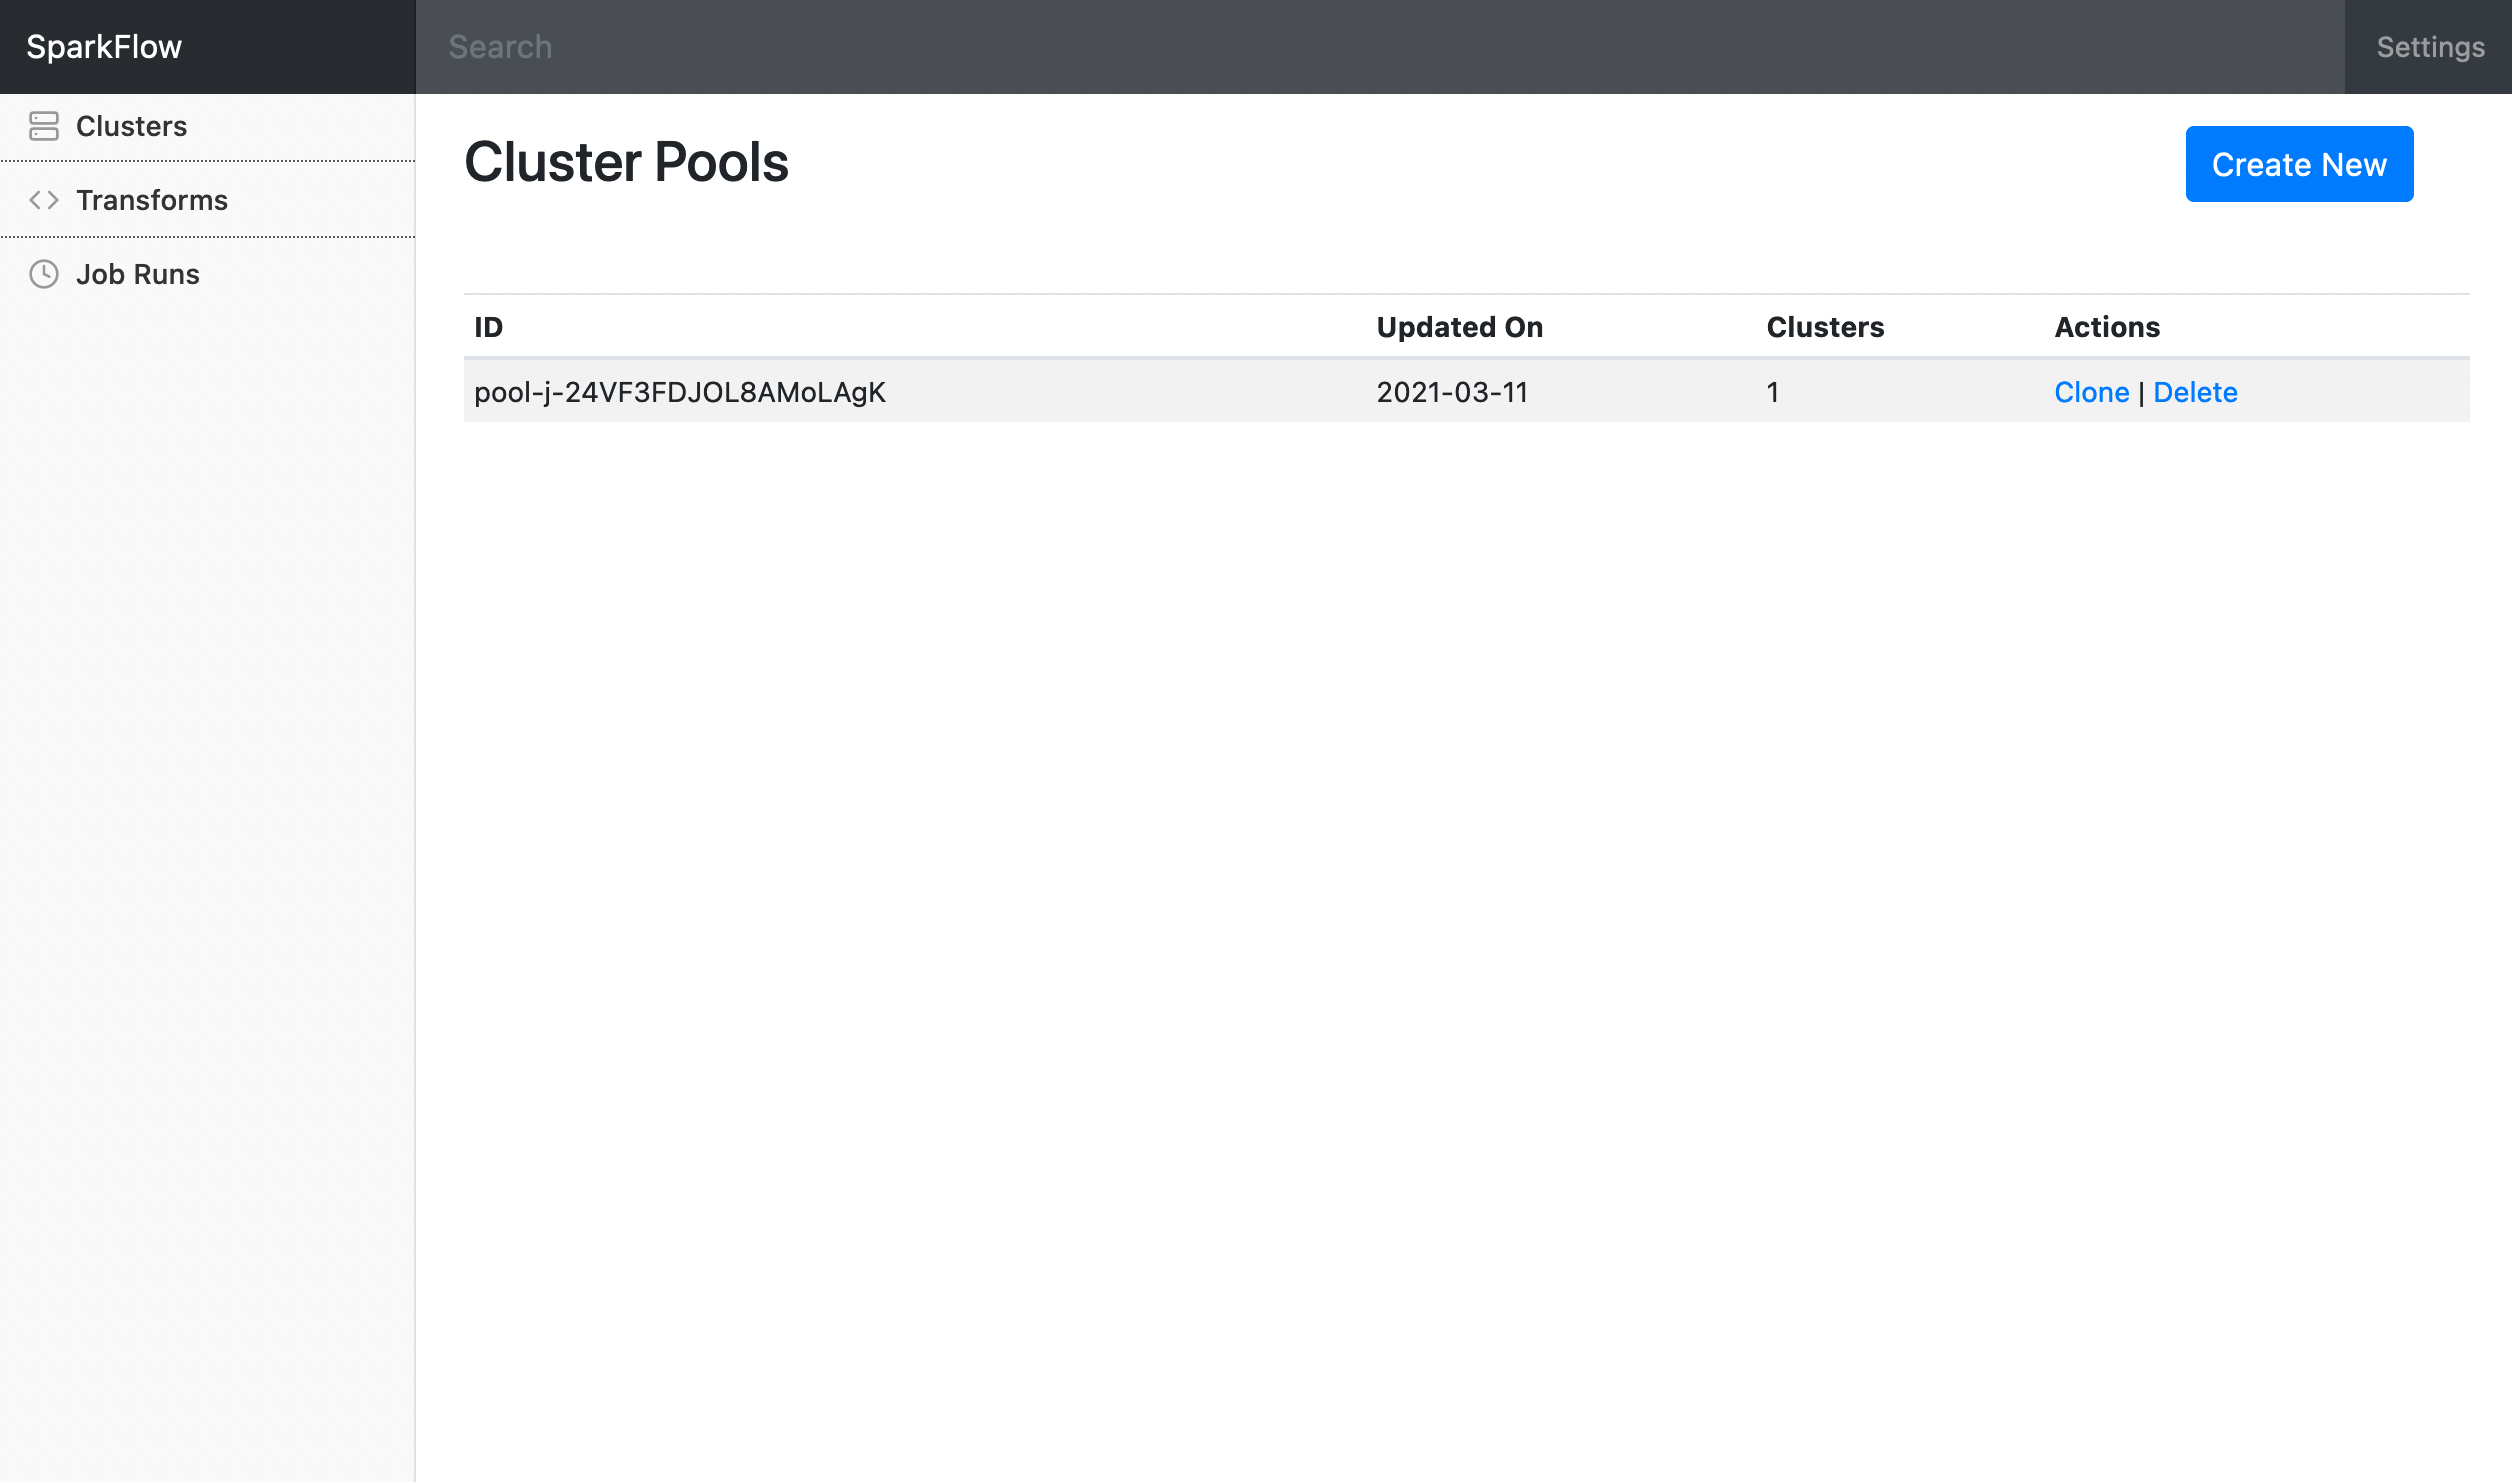 SparkFlow
Search
Settings
Clusters
Transforms
Job Runs
Cluster Pools
Create New
ID Updated On Clusters Actions
pool-j-24VF3FDJOL8AMoLAgK 2021-03-11 1 Clone | Delete